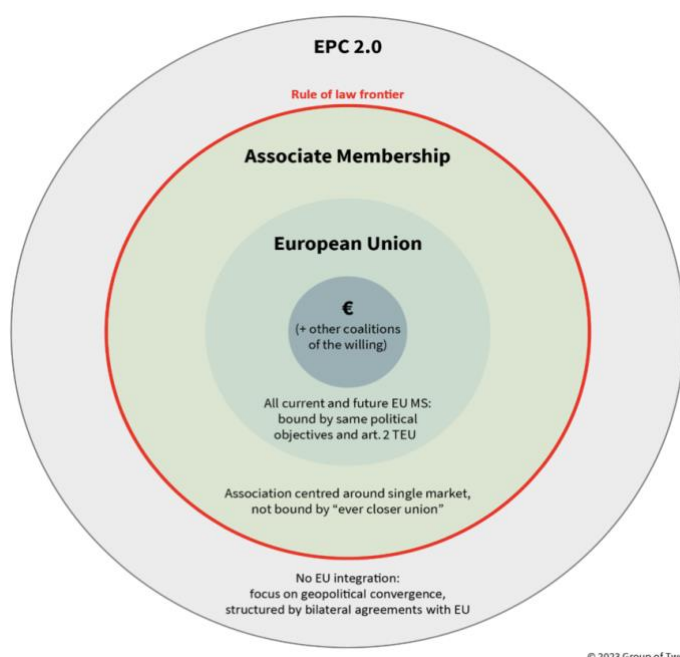 EPC 2.0
Rule of law frontier
Associate Membership
European Union
€
(+ other coalitions
of the willing)
All current and future EU MS:
bound by same political
objectives and art. 2 TEU
Association centred around single market,
not bound by “ever closer union”
No EU integration:
focus on geopolitical convergence,
structured by bilateral agreements with EU
© 2023 Group of